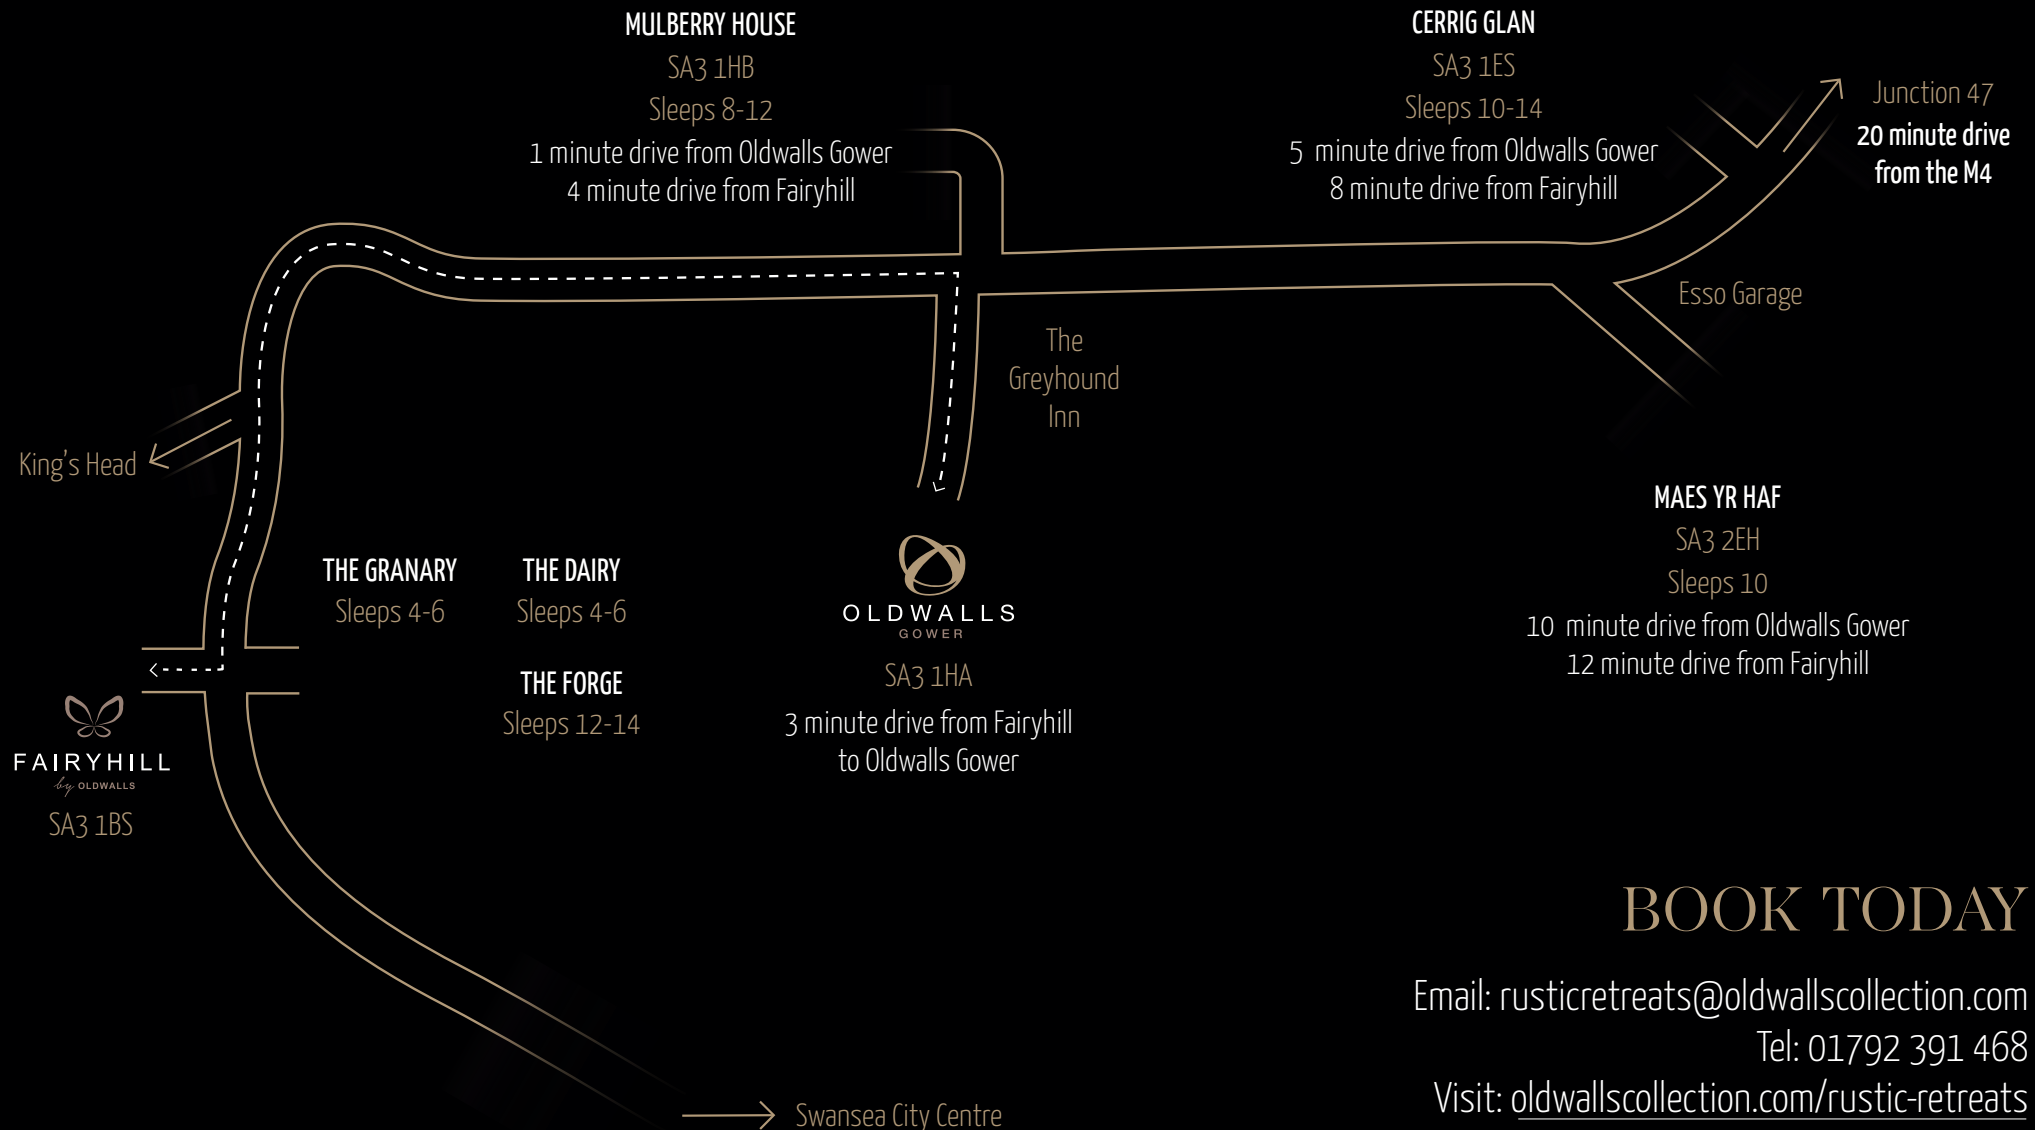 MULBERRY HOUSE
SA3 1HB
Sleeps 8-12
1 minute drive from Oldwalls Gower
4 minute drive from Fairyhill
CERRIG GLAN
SA3 1ES
Sleeps 10-14
5 minute drive from Oldwalls Gower
8 minute drive from Fairyhill
Junction 47
20 minute drive
from the M4
Esso Garage
The
Greyhound
Inn
King's Head
MAES YR HAF
SA3 2EH
Sleeps 10
10 minute drive from Oldwalls Gower
12 minute drive from Fairyhill
THE GRANARY
Sleeps 4-6
THE DAIRY
Sleeps 4-6
THE FORGE
Sleeps 12-14
OLDWALLS
GOWER
SA3 1HA
3 minute drive from Fairyhill
to Oldwalls Gower
FAIRYHILL
by OLDWALLS
SA3 1BS
BOOK TODAY
Email: rusticretreats@oldwallscollection.com
Tel: 01792 391 468
Visit: oldwallscollection.com/rustic-retreats
Swansea City Centre